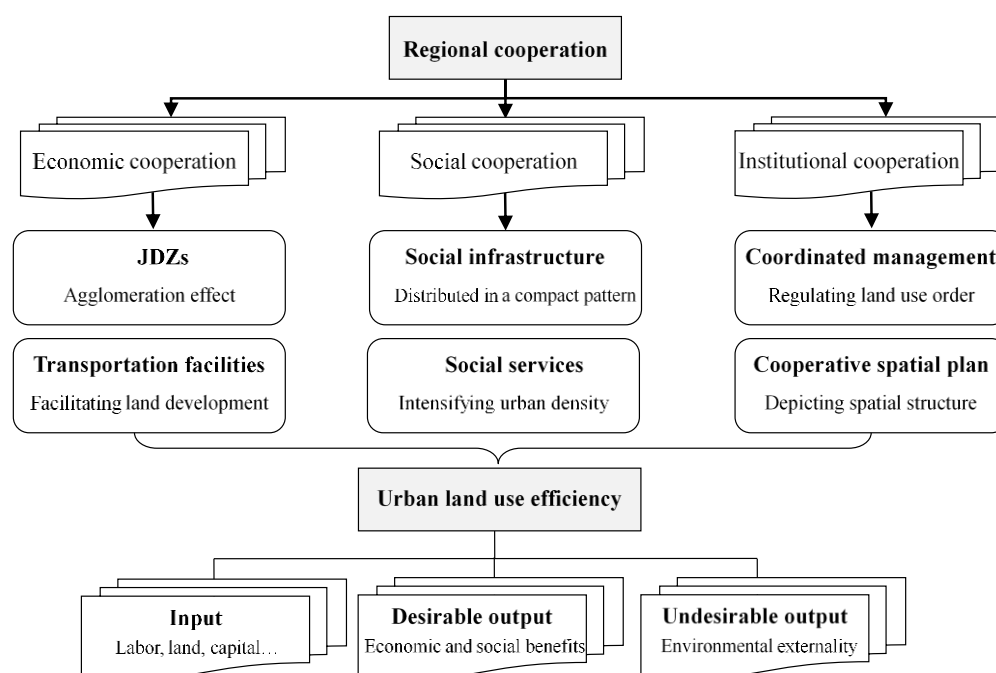 Regional cooperation
Economic cooperation
Social cooperation
Institutional cooperation
JDZs
Agglomeration effect
Social infrastructure
Distributed in a compact pattern
Coordinated management
Regulating land use order
Transportation facilities
Facilitating land development
Social services
Intensifying urban density
Cooperative spatial plan
Depicting spatial structure
Urban land use efficiency
Input
Labor, land, capital…
Desirable output
Economic and social benefits
Undesirable output
Environmental externality